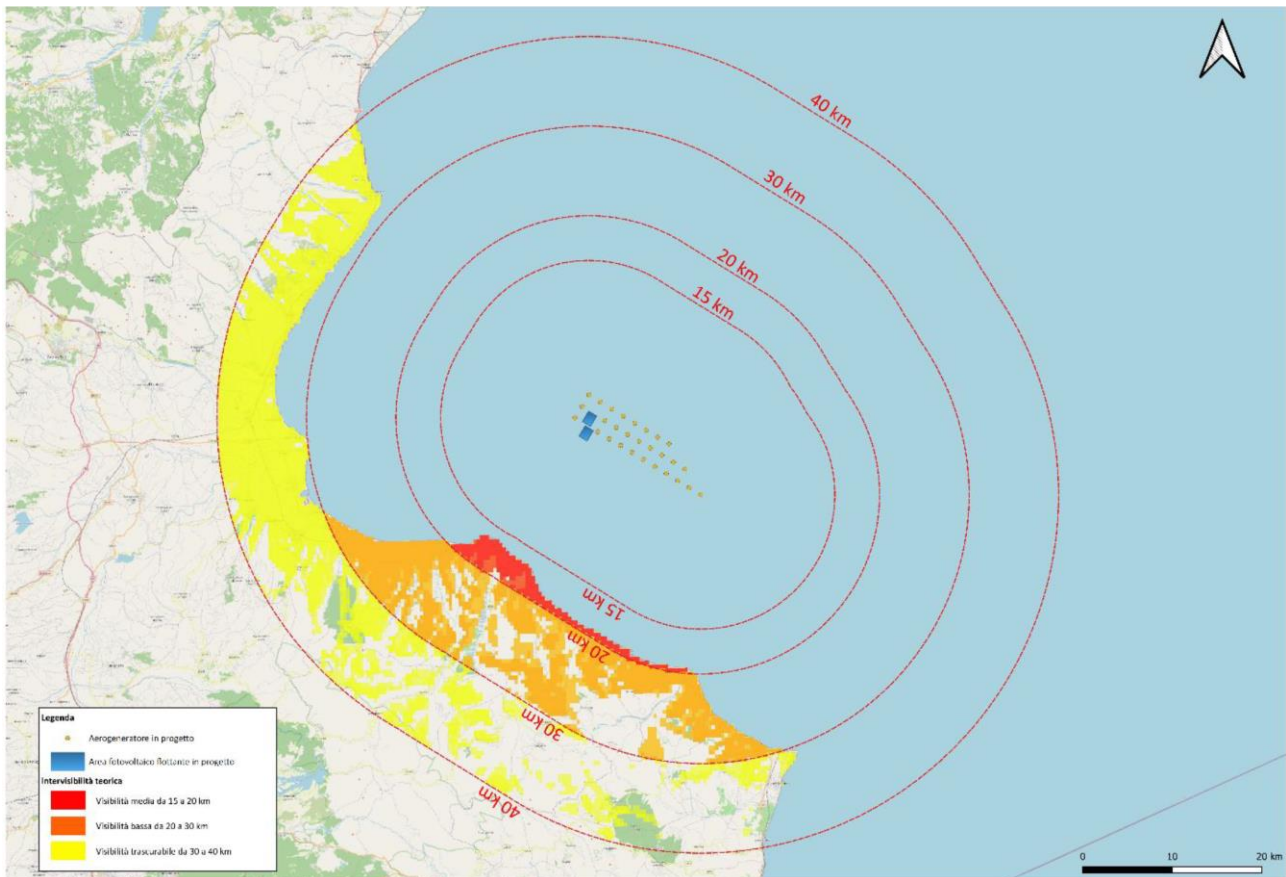 40 km
30 km
20 km
15 km
15 km
20 km
30 km
40 km
Legenda
Aerogeneratore in progetto
Area fotovoltaico flottante in progetto
Intervisibilità teorica
Visibilità media da 15 a 20 km
Visibilità bassa da 20 a 30 km
Visibilità trascurabile da 30 a 40 km
0 10 20 km